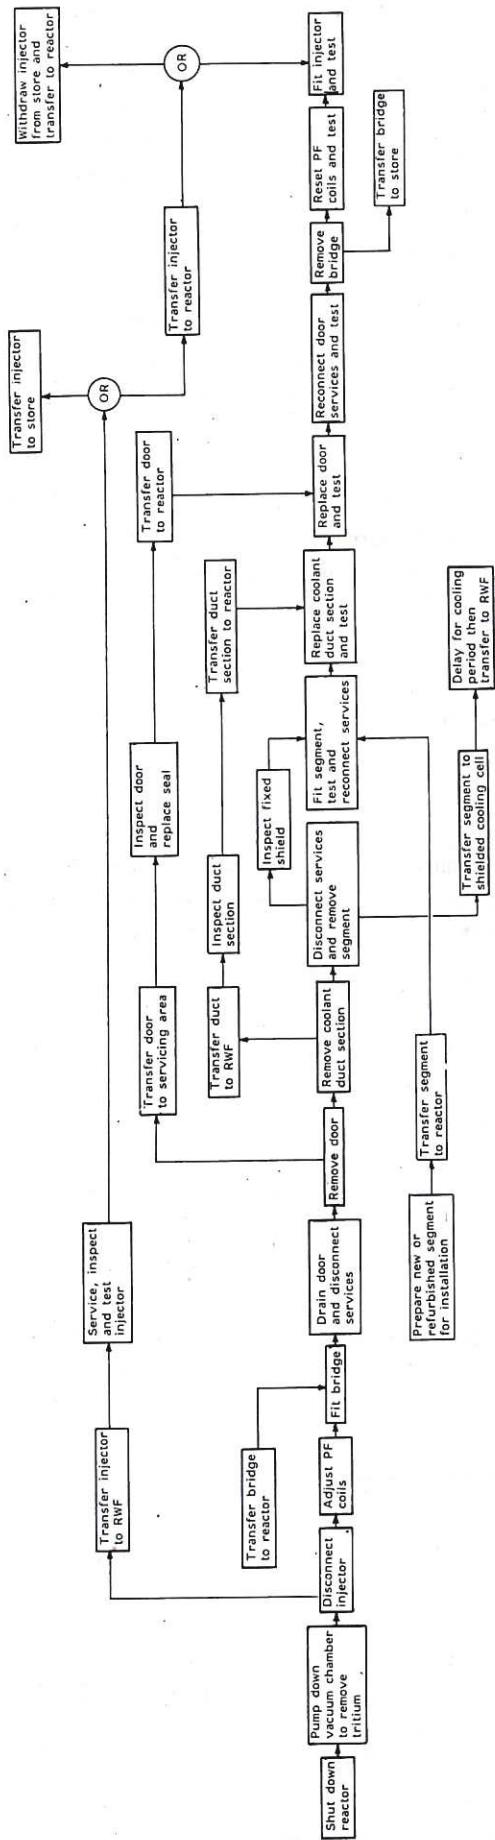 Shut down
reactor
Pump down
vacuum chamber
to remove
tritium
Disconnect
injector
Adjust PF
coils
Fit bridge
Drain door
and disconnect
services
Remove door
Remove coolant
duct section
Disconnect services
and remove
segment
Fit segment,
test and
reconnect services
Replace coolant
duct section
and test
Replace door
and test
Reconnect door
services and test
Remove
bridge
Reset PF
coils and test
Fit injector
and test
Transfer injector
to RWF
Service, inspect
and test
injector
OR
Transfer injector
to store
Transfer injector
to reactor
OR
Withdraw injector
from store and
transfer to reactor
Transfer bridge
to reactor
Transfer door
to servicing area
Inspect door
and
replace seal
Transfer door
to reactor
Transfer duct
to RWF
Inspect duct
section
Transfer duct
section to reactor
Inspect fixed
shield
Prepare new or
refurbished segment
for installation
Transfer segment
to reactor
Transfer segment to
shielded cooling cell
Delay for cooling
period then
transfer to RWF
Transfer bridge
to store